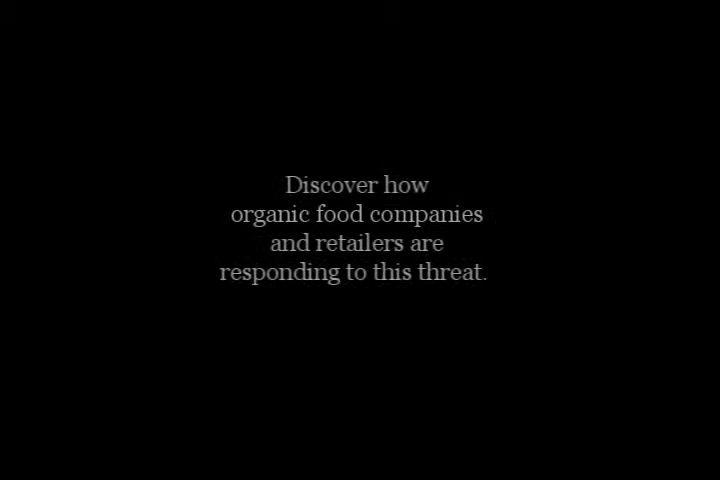 Discover how
organic food companies
and retailers are
responding to this threat.